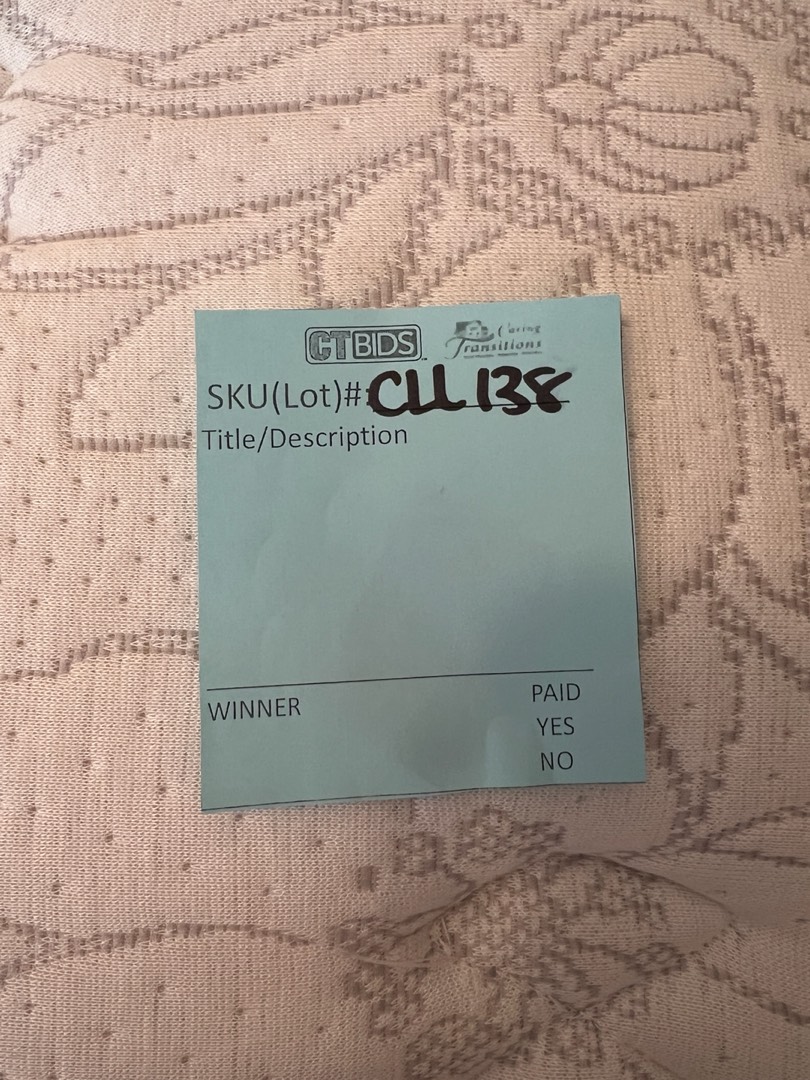 CTBIDS Caring Transitions
SKU(Lot)#: CLL 138
Title/Description
WINNER PAID
YES
NO